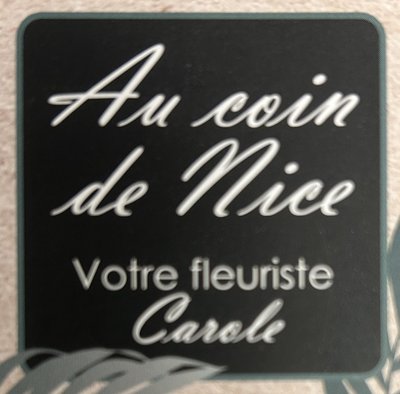 Au coin
de Nice
Votre fleuriste
Carole